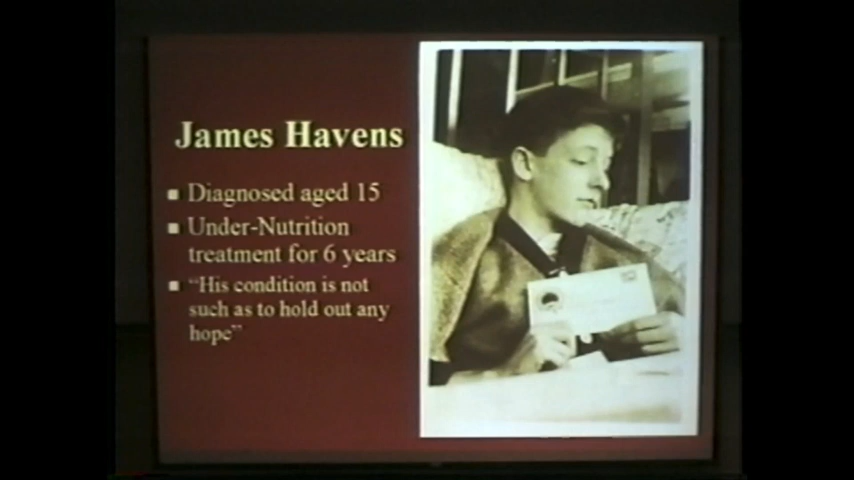 James Havens
Diagnosed aged 15
Under-Nutrition
treatment for 6 years
“His condition is not
such as to hold out any
hope”